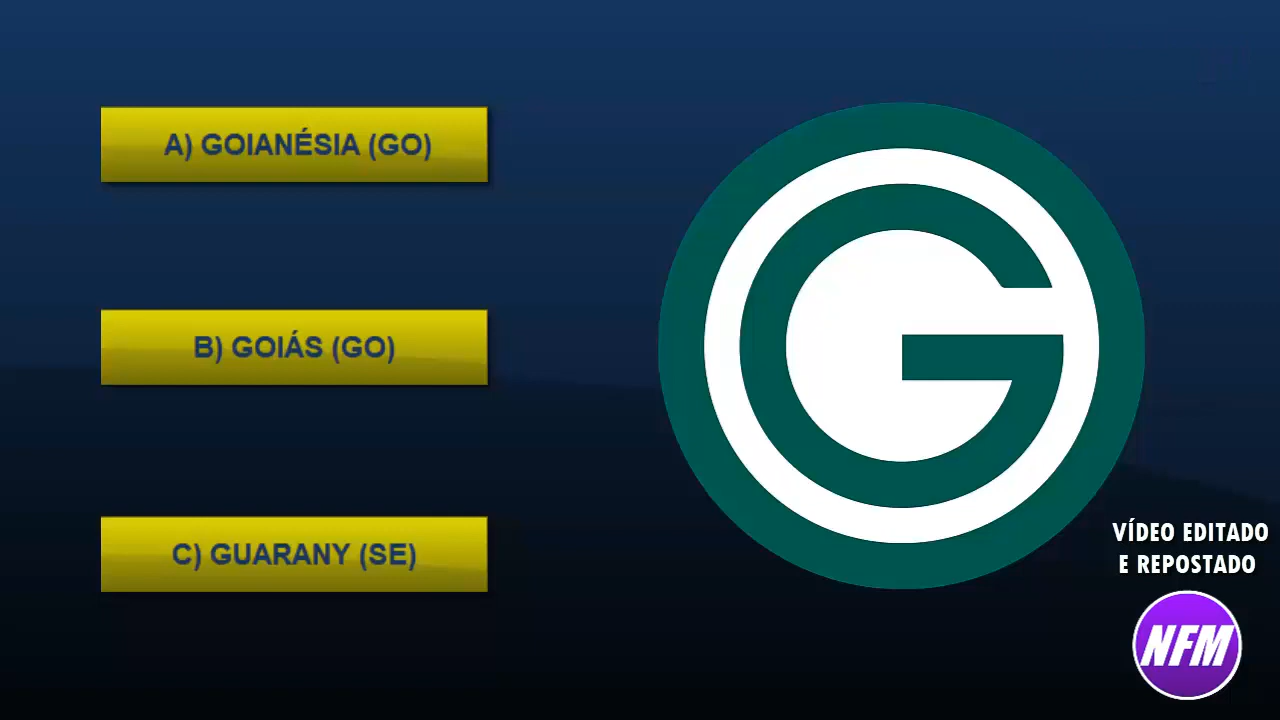 A) GOIANÉSIA (GO)
B) GOIÁS (GO)
C) GUARANY (SE)
G
VÍDEO EDITADO
E REPOSTADO
NFM